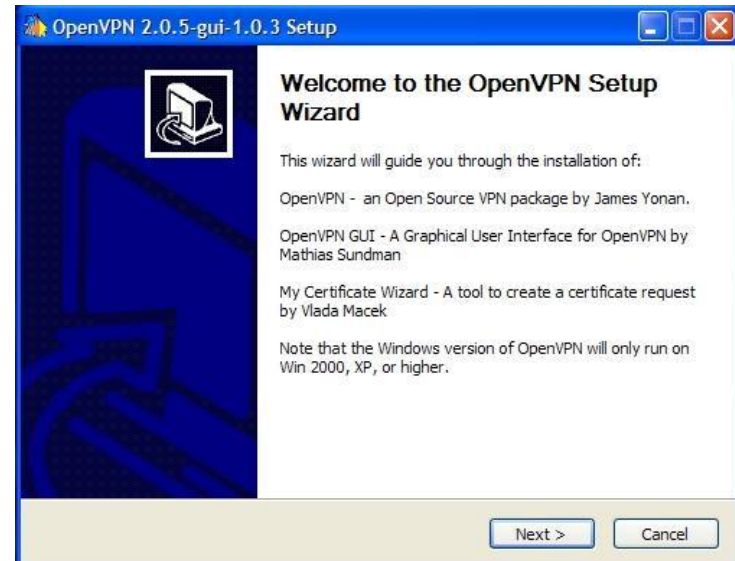 OpenVPN 2.0.5-gui-1.0.3 Setup
Welcome to the OpenVPN Setup
Wizard
This wizard will guide you through the installation of:
OpenVPN - an Open Source VPN package by James Yonan.
OpenVPN GUI - A Graphical User Interface for OpenVPN by
Mathias Sundman
My Certificate Wizard - A tool to create a certificate request
by Vlada Macek
Note that the Windows version of OpenVPN will only run on
Win 2000, XP, or higher.
Next >
Cancel